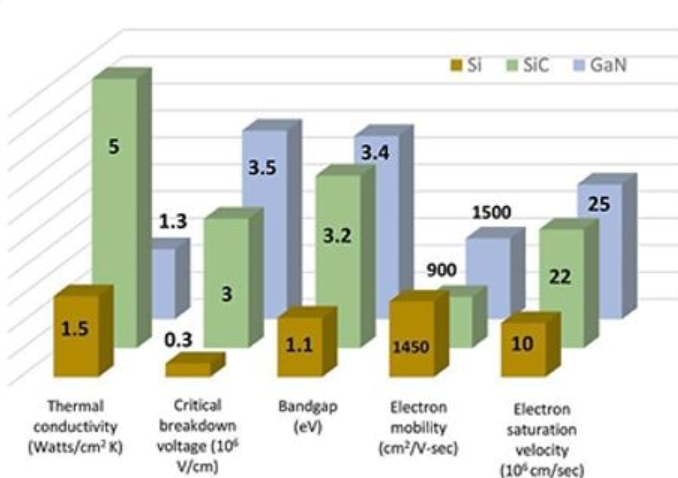 Si SiC GaN
5
3.5
3.4
1.3
1500
25
3.2
900
3
22
1.5
0.3
1.1
1450
10
Thermal
conductivity
(Watts/cm² K)
Critical
breakdown
voltage (10⁶
V/cm)
Bandgap
(eV)
Electron
mobility
(cm²/V-sec)
Electron
saturation
velocity
(10⁶ cm/sec)